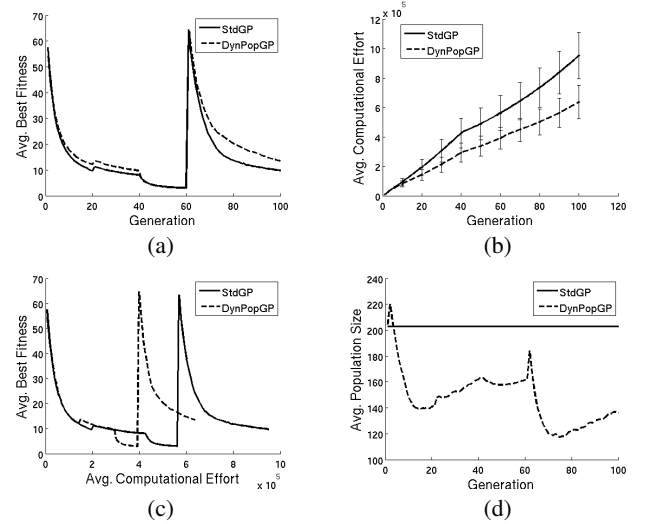 70
60
50
40
30
20
10
0
0 20 40 60 80 100
Avg. Best Fitness
Generation
StdGP
DynPopGP
(a)
x 10^5
12
10
8
6
4
2
0
0 20 40 60 80 100 120
Avg. Computational Effort
Generation
StdGP
DynPopGP
(b)
70
60
50
40
30
20
10
0
0 2 4 6 8 10
x 10^5
Avg. Best Fitness
Avg. Computational Effort
StdGP
DynPopGP
(c)
240
220
200
180
160
140
120
100
0 20 40 60 80 100
Avg. Population Size
Generation
StdGP
DynPopGP
(d)